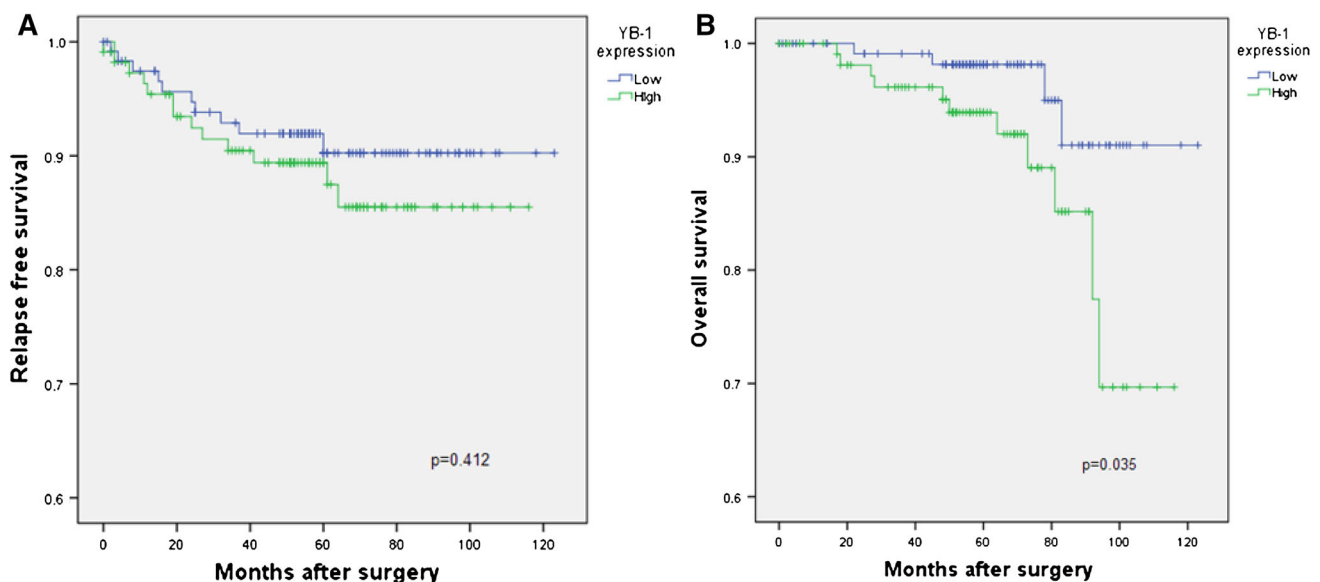 A
YB-1
expression
Low
High
1.0
0.9
0.8
0.7
0.6
Relapse free survival
p=0.412
0 20 40 60 80 100 120
Months after surgery
B
YB-1
expression
Low
High
1.0
0.9
0.8
0.7
0.6
Overall survival
p=0.035
0 20 40 60 80 100 120
Months after surgery